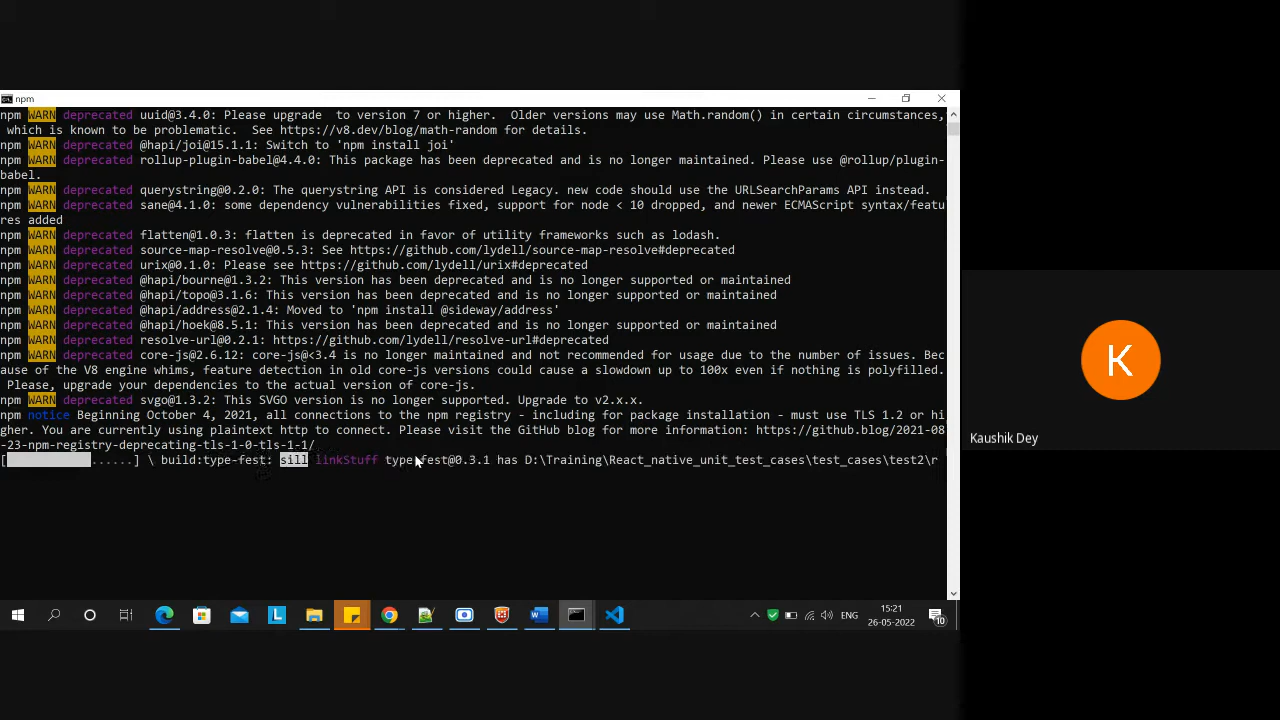 npm
npm WARN deprecated uuid@3.4.0: Please upgrade  to version 7 or higher.  Older versions may use Math.random() in certain circumstances,
 which is known to be problematic.  See https://v8.dev/blog/math-random for details.
npm WARN deprecated @hapi/joi@15.1.1: Switch to 'npm install joi'
npm WARN deprecated rollup-plugin-babel@4.4.0: This package has been deprecated and is no longer maintained. Please use @rollup/plugin-
babel.
npm WARN deprecated querystring@0.2.0: The querystring API is considered Legacy. new code should use the URLSearchParams API instead.
npm WARN deprecated sane@4.1.0: some dependency vulnerabilities fixed, support for node < 10 dropped, and newer ECMAScript syntax/featu
res added
npm WARN deprecated flatten@1.0.3: flatten is deprecated in favor of utility frameworks such as lodash.
npm WARN deprecated source-map-resolve@0.5.3: See https://github.com/lydell/source-map-resolve#deprecated
npm WARN deprecated urix@0.1.0: Please see https://github.com/lydell/urix#deprecated
npm WARN deprecated @hapi/bourne@1.3.2: This version has been deprecated and is no longer supported or maintained
npm WARN deprecated @hapi/topo@3.1.6: This version has been deprecated and is no longer supported or maintained
npm WARN deprecated @hapi/address@2.1.4: Moved to 'npm install @sideway/address'
npm WARN deprecated @hapi/hoek@8.5.1: This version has been deprecated and is no longer supported or maintained
npm WARN deprecated resolve-url@0.2.1: https://github.com/lydell/resolve-url#deprecated
npm WARN deprecated core-js@2.6.12: core-js@<3.4 is no longer maintained and not recommended for usage due to the number of issues. Bec
ause of the V8 engine whims, feature detection in old core-js versions could cause a slowdown up to 100x even if nothing is polyfilled.
 Please, upgrade your dependencies to the actual version of core-js.
npm WARN deprecated svgo@1.3.2: This SVGO version is no longer supported. Upgrade to v2.x.x.
npm notice Beginning October 4, 2021, all connections to the npm registry - including for package installation - must use TLS 1.2 or hi
gher. You are currently using plaintext http to connect. Please visit the GitHub blog for more information: https://github.blog/2021-08
-23-npm-registry-deprecating-tls-1-0-tls-1-1/
[            ......] \ build:type-fest: sill linkStuff type-fest@0.3.1 has D:\Training\React_native_unit_test_cases\test_cases\test2\r
K
Kaushik Dey
L
W
ENG
15:21
26-05-2022
10